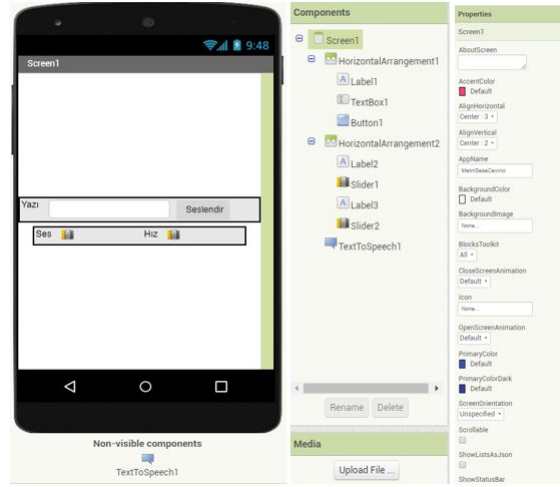 9:48
Screen1
Yazı
Seslendir
Ses
Hız
Non-visible components
TextToSpeech1
Components
Screen1
HorizontalArrangement1
A Label1
TextBox1
Button1
HorizontalArrangement2
A Label2
Slider1
A Label3
Slider2
TextToSpeech1
Rename Delete
Media
Upload File ...
Properties
Screen1
AboutScreen
AccentColor
Default
AlignHorizontal
Center : 3
AlignVertical
Center : 2
AppName
BackgroundColor
Default
BackgroundImage
None...
BlocksToolkit
All
CloseScreenAnimation
Default
Icon
None...
OpenScreenAnimation
Default
PrimaryColor
Default
PrimaryColorDark
Default
ScreenOrientation
Unspecified
Scrollable
ShowListsAsJson
ShowStatusBar